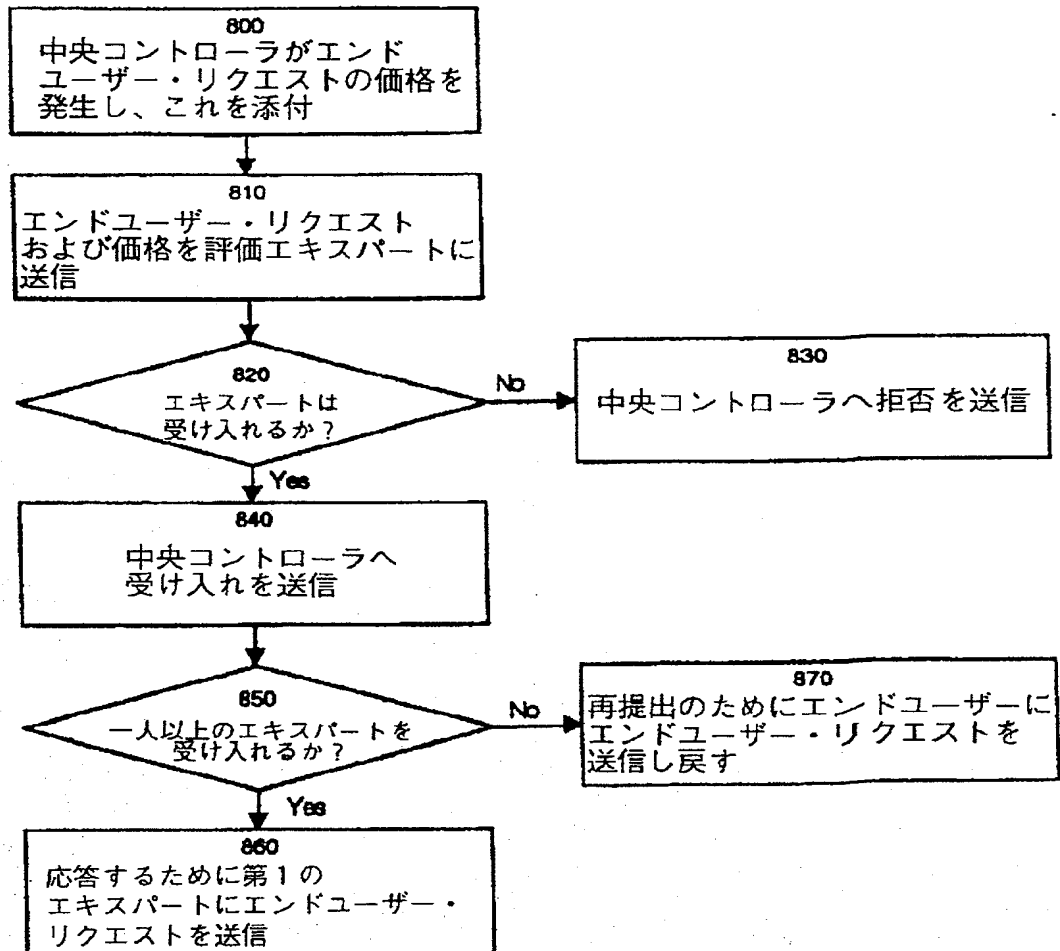 800
中央コントローラがエンド
ユーザー・リクエストの価格を
発生し、これを添付
810
エンドユーザー・リクエスト
および価格を評価エキスパートに
送信
820
エキスパートは
受け入れるか？
No
830
中央コントローラへ拒否を送信
Yes
840
中央コントローラへ
受け入れを送信
850
一人以上のエキスパートを
受け入れるか？
No
870
再提出のためにエンドユーザーに
エンドユーザー・リクエストを
送信し戻す
Yes
860
応答するために第1の
エキスパートにエンドユーザー・
リクエストを送信